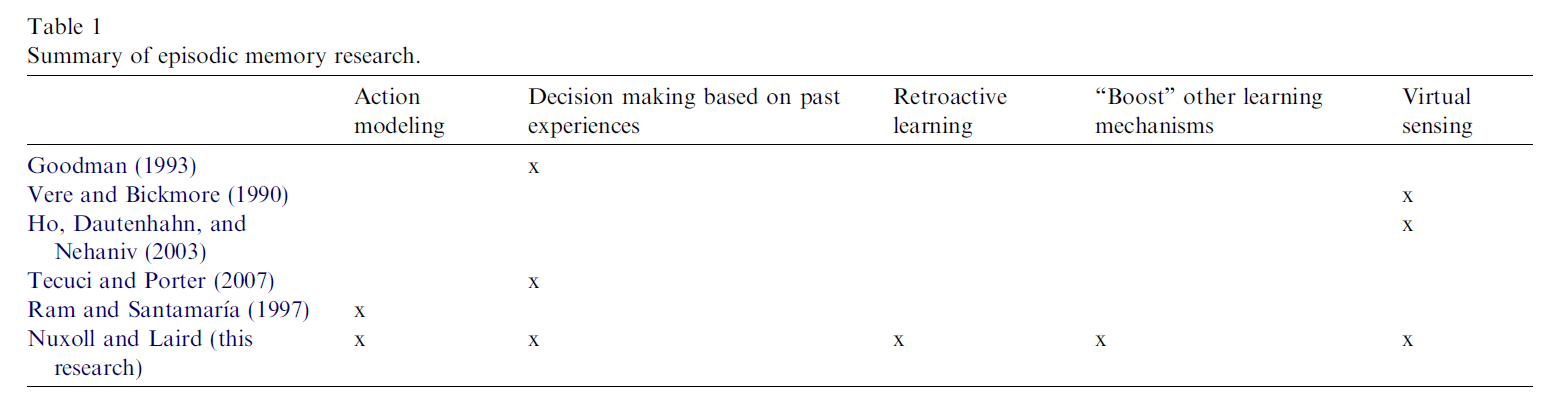 Table 1
Summary of episodic memory research.
Action modeling Decision making based on past experiences Retroactive learning “Boost” other learning mechanisms Virtual sensing
Goodman (1993) x
Vere and Bickmore (1990) x
Ho, Dautenhahn, and x
Nehaniv (2003)
Tecuci and Porter (2007) x
Ram and Santamaría (1997) x
Nuxoll and Laird (this x x x x x
research)